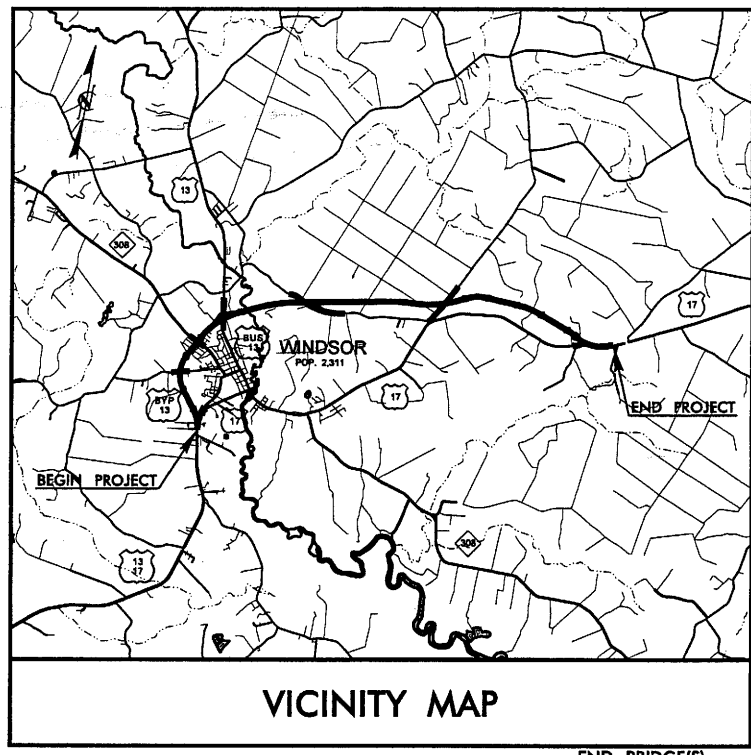 N
13
308
BUS
13
WINDSOR
POP. 2,311
17
17
BYP
13
17
END PROJECT
BEGIN PROJECT
308
13
17
VICINITY MAP
END BRIDGE(S)